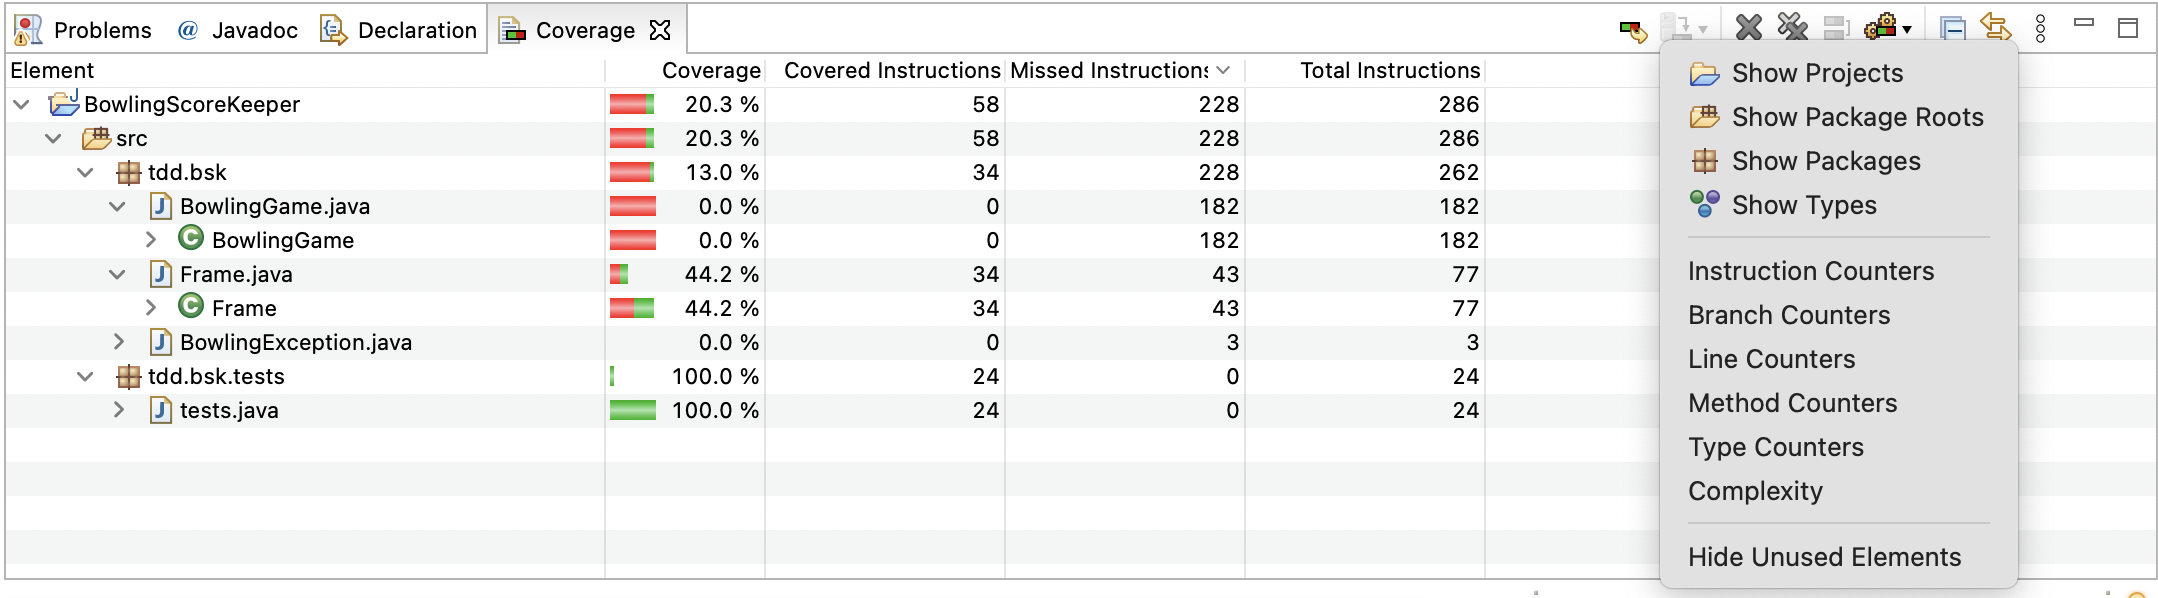 Problems @ Javadoc Declaration Coverage
Element Coverage Covered Instructions Missed Instructions Total Instructions
BowlingScoreKeeper 20.3 % 58 228 286
src 20.3 % 58 228 286
tdd.bsk 13.0 % 34 228 262
BowlingGame.java 0.0 % 0 182 182
BowlingGame 0.0 % 0 182 182
Frame.java 44.2 % 34 43 77
Frame 44.2 % 34 43 77
BowlingException.java 0.0 % 0 3 3
tdd.bsk.tests 100.0 % 24 0 24
tests.java 100.0 % 24 0 24
Show Projects
Show Package Roots
Show Packages
Show Types
Instruction Counters
Branch Counters
Line Counters
Method Counters
Type Counters
Complexity
Hide Unused Elements